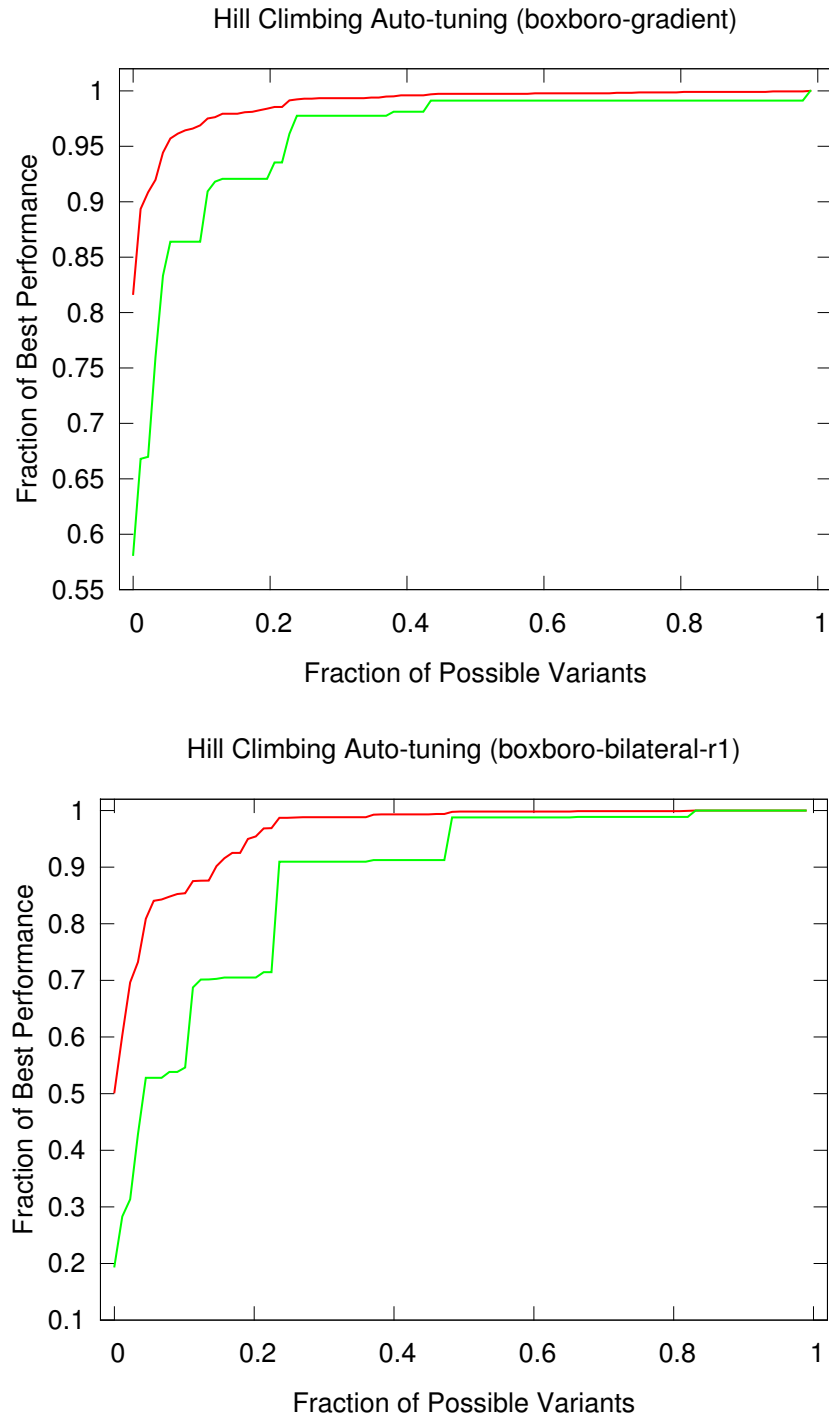 Hill Climbing Auto-tuning (boxboro-gradient)
1
0.95
0.9
0.85
0.8
0.75
0.7
0.65
0.6
0.55
Fraction of Best Performance
0 0.2 0.4 0.6 0.8 1
Fraction of Possible Variants
Hill Climbing Auto-tuning (boxboro-bilateral-r1)
1
0.9
0.8
0.7
0.6
0.5
0.4
0.3
0.2
0.1
Fraction of Best Performance
0 0.2 0.4 0.6 0.8 1
Fraction of Possible Variants